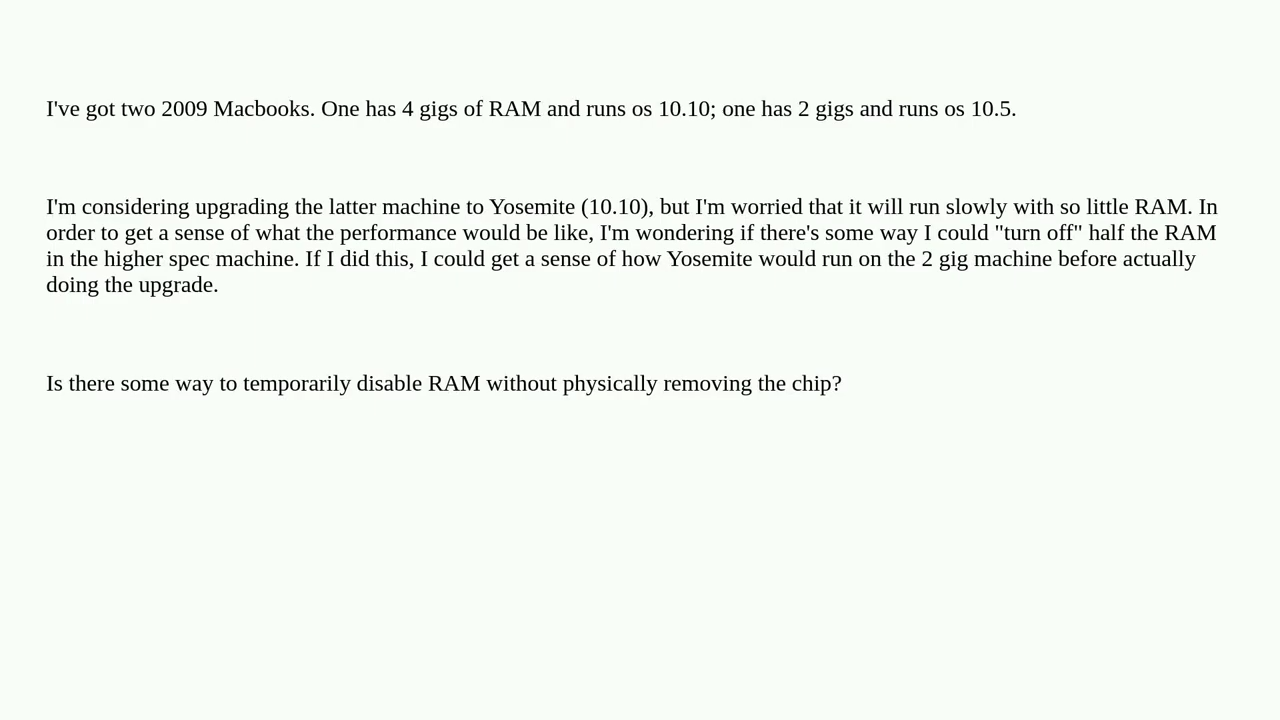 I've got two 2009 Macbooks. One has 4 gigs of RAM and runs os 10.10; one has 2 gigs and runs os 10.5.
I'm considering upgrading the latter machine to Yosemite (10.10), but I'm worried that it will run slowly with so little RAM. In
order to get a sense of what the performance would be like, I'm wondering if there's some way I could "turn off" half the RAM
in the higher spec machine. If I did this, I could get a sense of how Yosemite would run on the 2 gig machine before actually
doing the upgrade.
Is there some way to temporarily disable RAM without physically removing the chip?